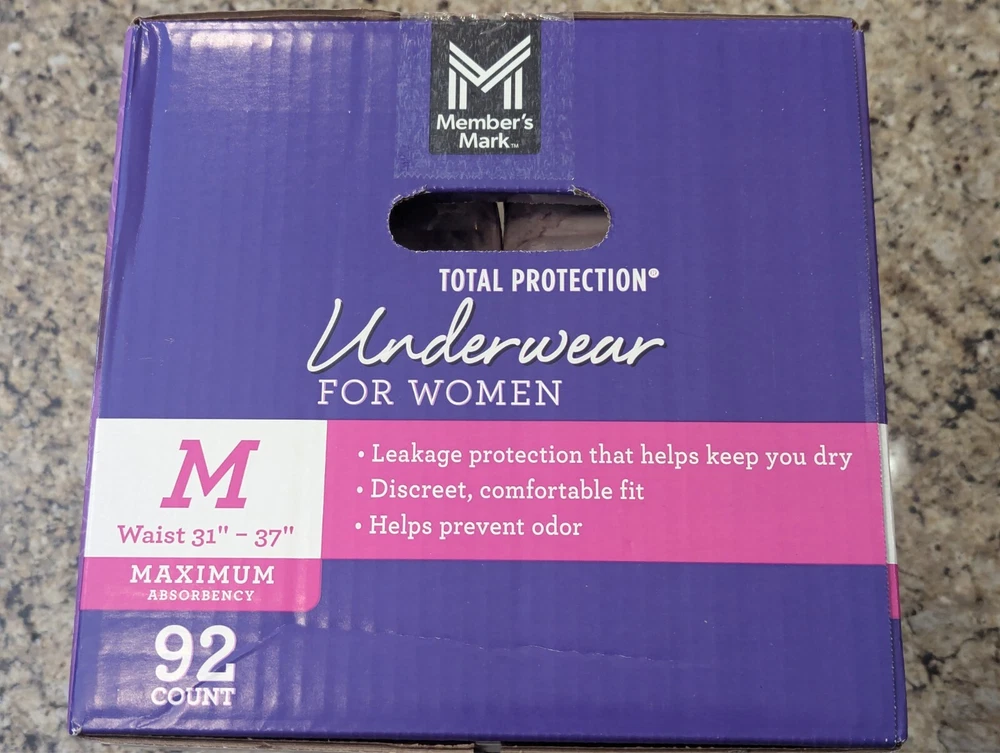 Member's
Mark™
TOTAL PROTECTION®
Underwear
FOR WOMEN
M
Waist 31" – 37"
MAXIMUM
ABSORBENCY
• Leakage protection that helps keep you dry
• Discreet, comfortable fit
• Helps prevent odor
92
COUNT